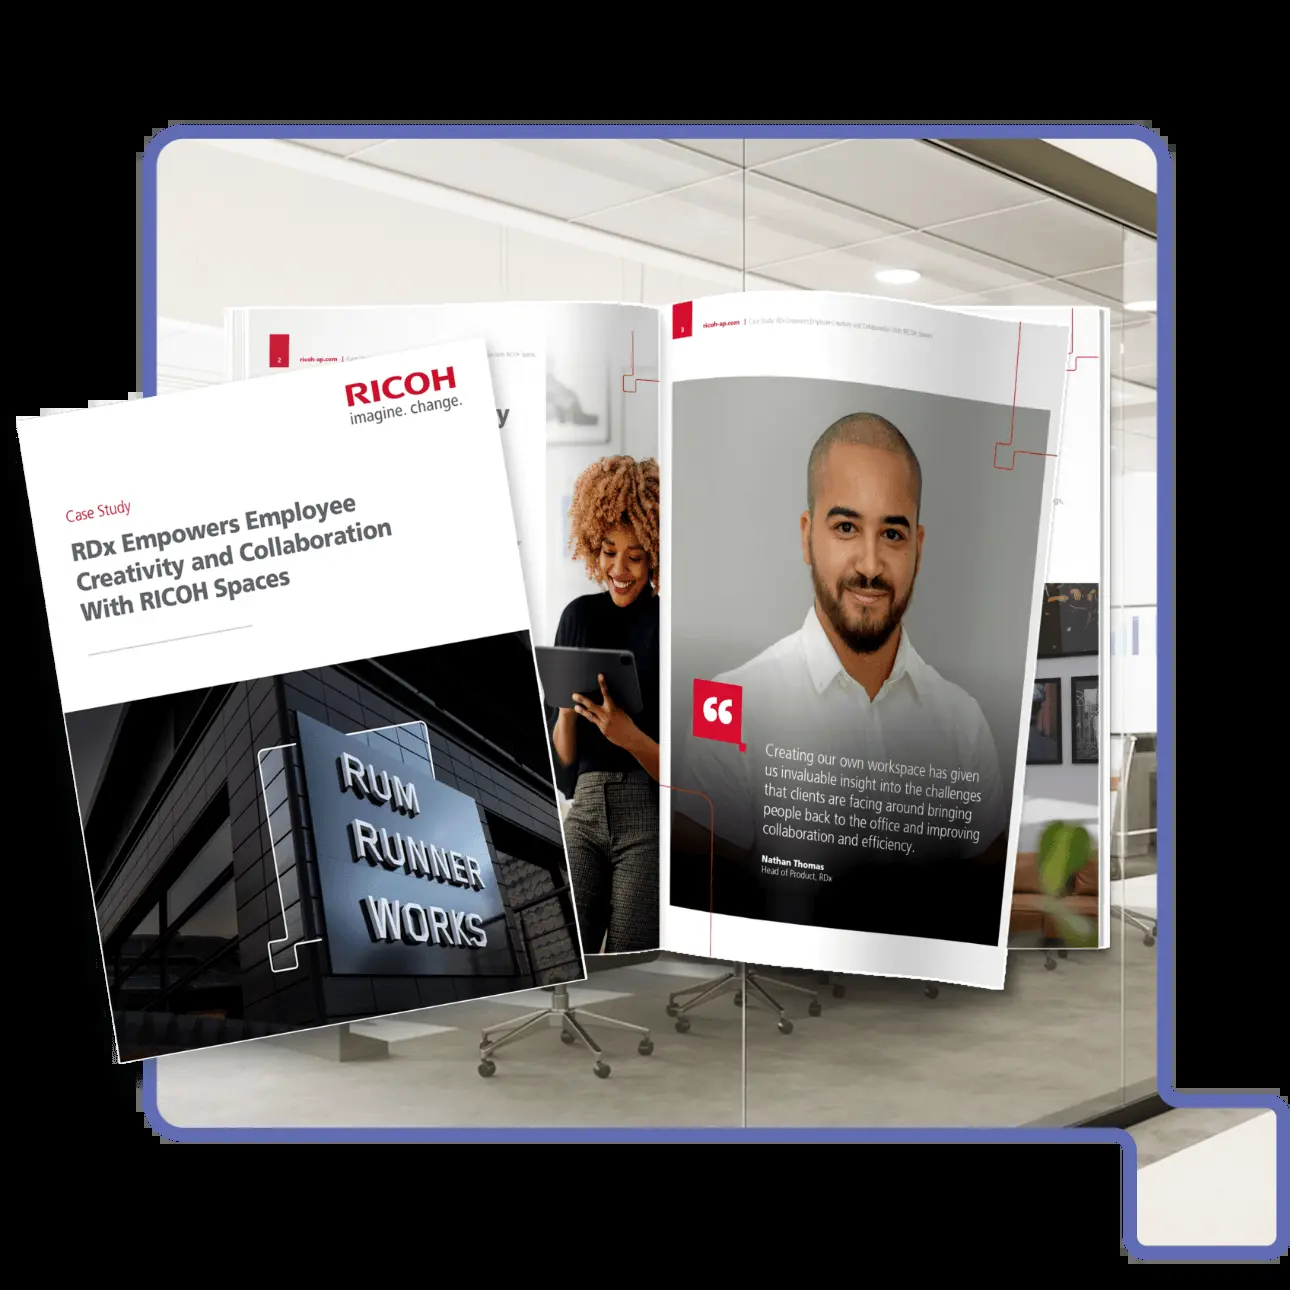 RICOH
imagine. change.
Case Study
RDx Empowers Employee
Creativity and Collaboration
With RICOH Spaces
RUM
RUNNER
WORKS
2
ricoh-ap.com |
y
3
ricoh-ap.com | Case Study: RDx Empowers Employee Creativity and Collaboration With RICOH Spaces
“
Creating our own workspace has given
us invaluable insight into the challenges
that clients are facing around bringing
people back to the office and improving
collaboration and efficiency.
Nathan Thomas
Head of Product, RDx